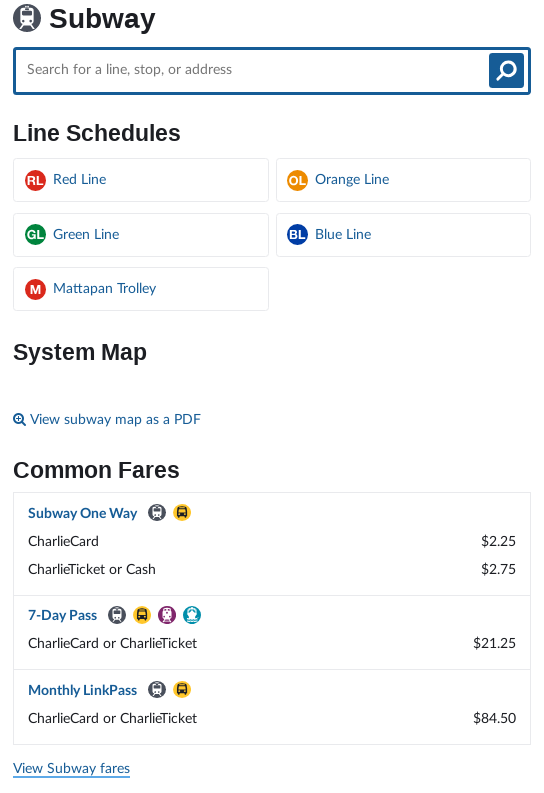 Subway
Search for a line, stop, or address
Line Schedules
RL Red Line
OL Orange Line
GL Green Line
BL Blue Line
M Mattapan Trolley
System Map
View subway map as a PDF
Common Fares
Subway One Way
CharlieCard $2.25
CharlieTicket or Cash $2.75
7-Day Pass
CharlieCard or CharlieTicket $21.25
Monthly LinkPass
CharlieCard or CharlieTicket $84.50
View Subway fares